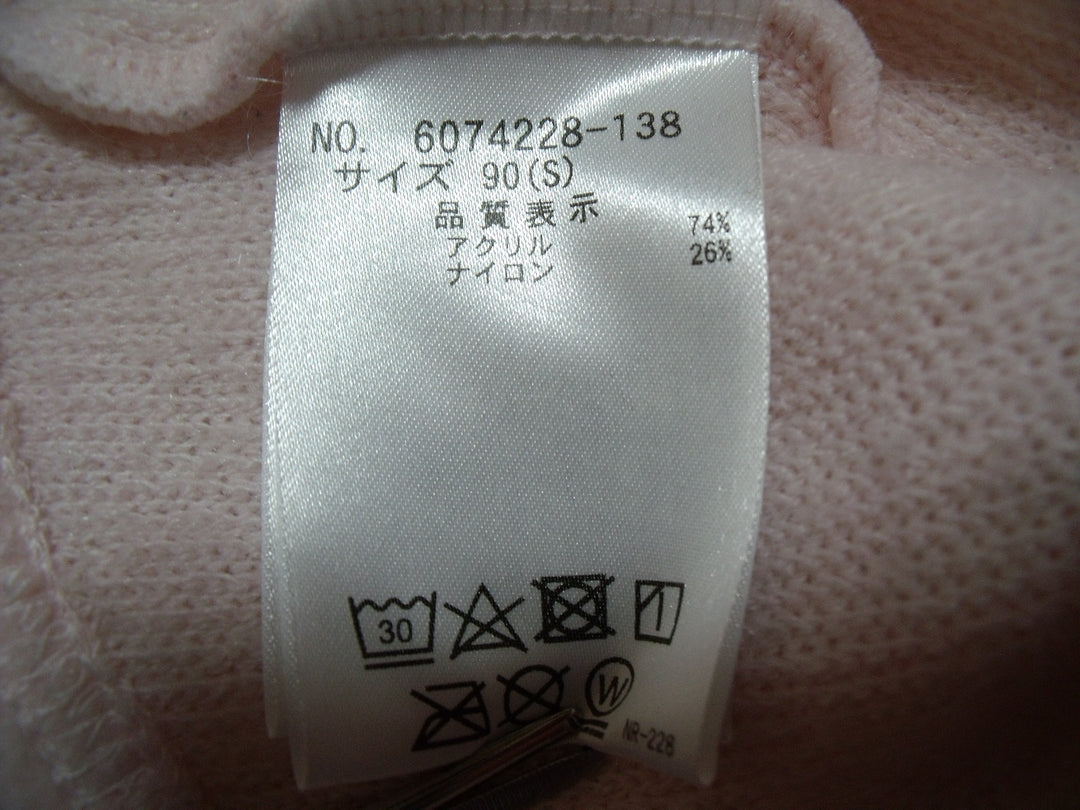 NO. 6074228-138
サイズ 90(S)
品質表示
アクリル 74%
ナイロン 26%
30
W
NR-228